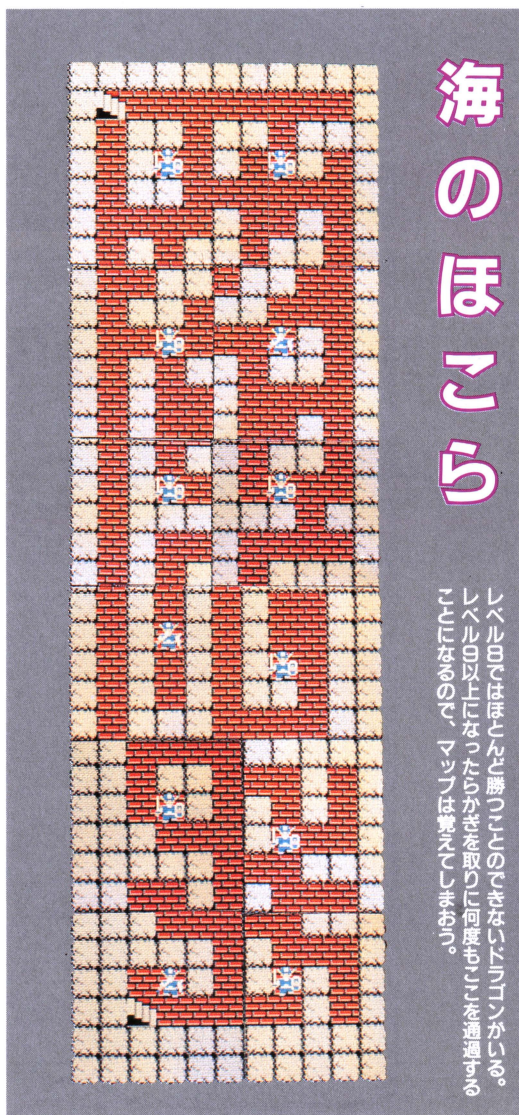 海のほこら
レベル8ではほとんど勝つことのできないドラゴンがいる。
レベル9以上になったらかぎを取りに何度もここを通過する
ことになるので、マップは覚えてしまおう。